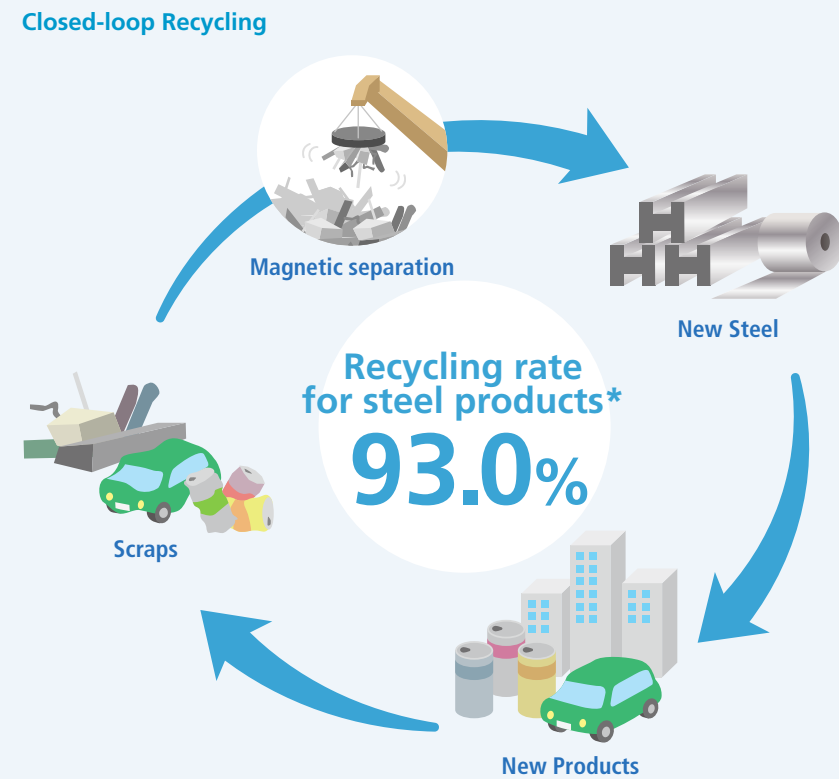 Closed-loop Recycling
Magnetic separation
New Steel
Recycling rate
for steel products*
93.0%
Scraps
New Products